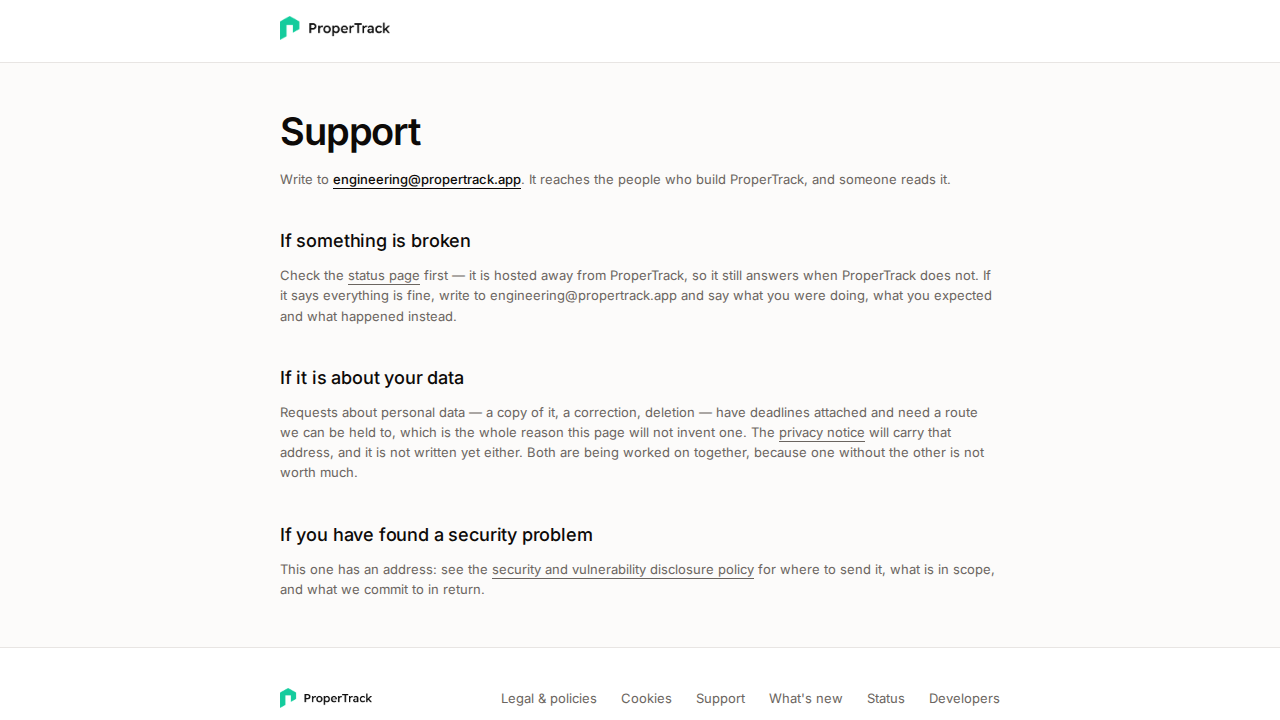 ProperTrack
Support
Write to engineering@propertrack.app. It reaches the people who build ProperTrack, and someone reads it.
If something is broken
Check the status page first — it is hosted away from ProperTrack, so it still answers when ProperTrack does not. If
it says everything is fine, write to engineering@propertrack.app and say what you were doing, what you expected
and what happened instead.
If it is about your data
Requests about personal data — a copy of it, a correction, deletion — have deadlines attached and need a route
we can be held to, which is the whole reason this page will not invent one. The privacy notice will carry that
address, and it is not written yet either. Both are being worked on together, because one without the other is not
worth much.
If you have found a security problem
This one has an address: see the security and vulnerability disclosure policy for where to send it, what is in scope,
and what we commit to in return.
ProperTrack Legal & policies Cookies Support What's new Status Developers